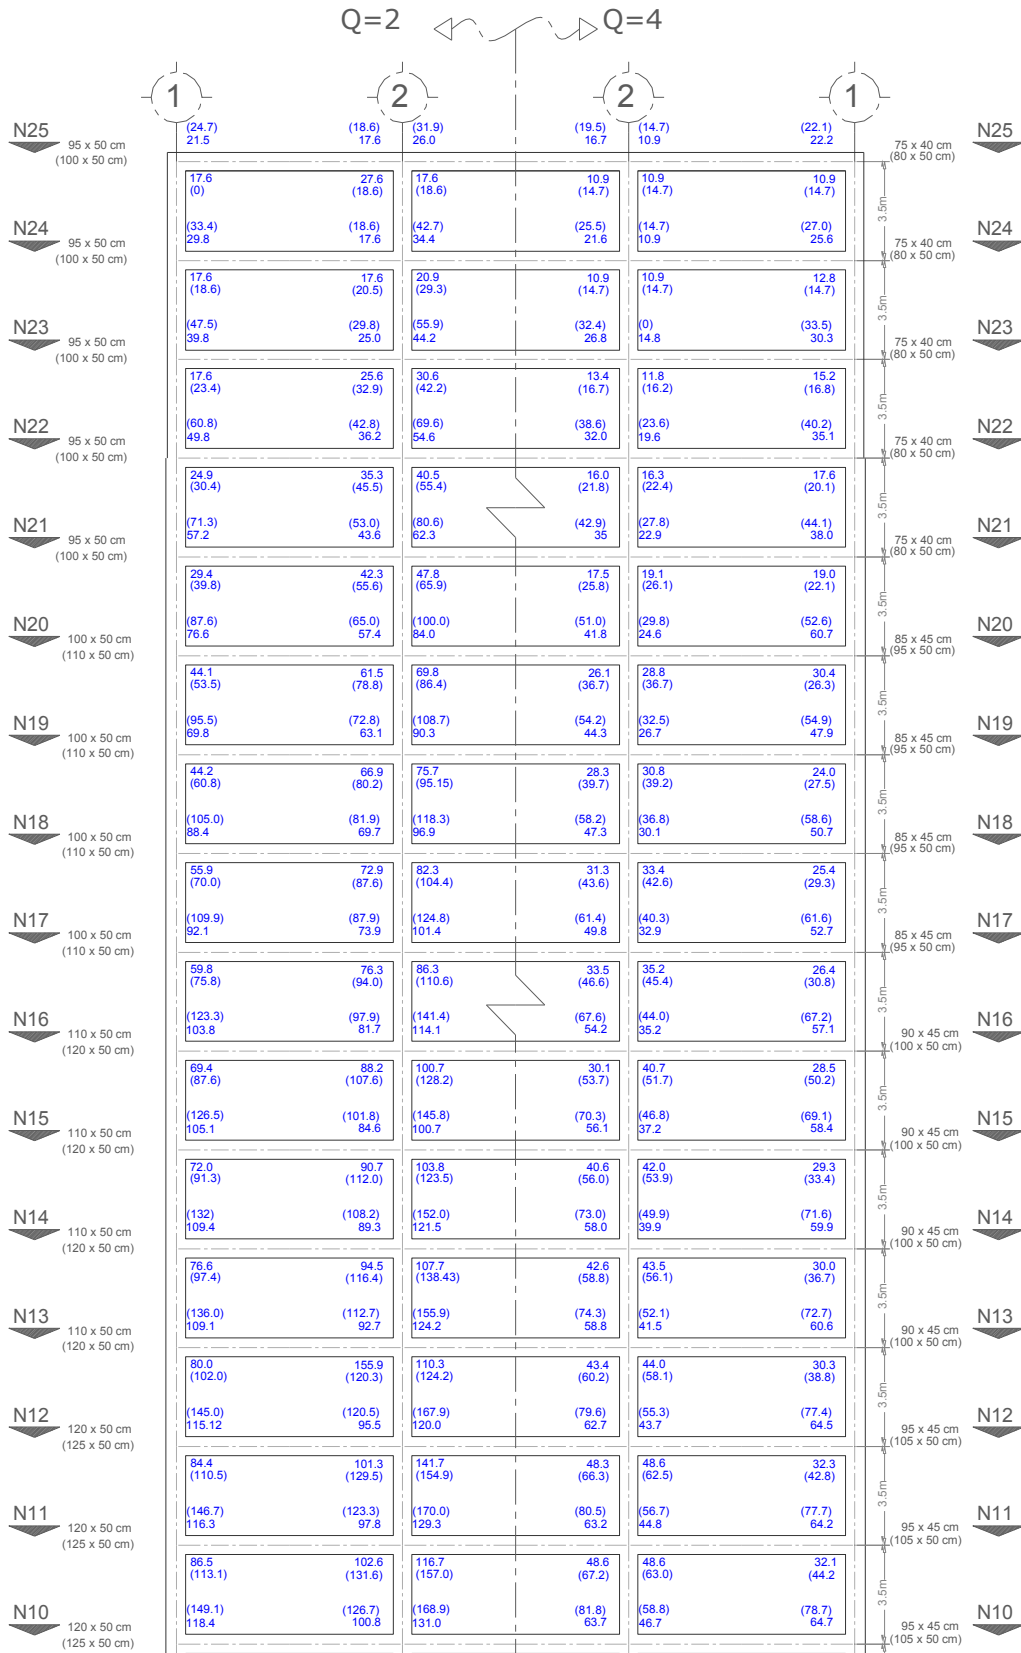 Q=2 Q=4
1 2 2 1
(24.7) (18.6) (31.9) (19.5) (14.7) (22.1)
N25 95 x 50 cm 21.5 17.6 26.0 16.7 10.9 22.2 75 x 40 cm N25
(100 x 50 cm) (80 x 50 cm)
17.6 27.6 17.6 10.9 10.9 10.9
(0) (18.6) (18.6) (14.7) (14.7) (14.7)
3.5m
(33.4) (18.6) (42.7) (25.5) (14.7) (27.0)
N24 95 x 50 cm 29.8 17.6 34.4 21.6 10.9 25.6 75 x 40 cm N24
(100 x 50 cm) (80 x 50 cm)
17.6 17.6 20.9 10.9 10.9 12.8
(18.6) (20.5) (29.3) (14.7) (14.7) (14.7)
3.5m
(47.5) (29.8) (55.9) (32.4) (0) (33.5)
N23 95 x 50 cm 39.8 25.0 44.2 26.8 14.8 30.3 75 x 40 cm N23
(100 x 50 cm) (80 x 50 cm)
17.6 25.6 30.6 13.4 11.8 15.2
(23.4) (32.9) (42.2) (16.7) (16.2) (16.8)
3.5m
(60.8) (42.8) (69.6) (38.6) (23.6) (40.2)
N22 95 x 50 cm 49.8 36.2 54.6 32.0 19.6 35.1 75 x 40 cm N22
(100 x 50 cm) (80 x 50 cm)
24.9 35.3 40.5 16.0 16.3 17.6
(30.4) (45.5) (55.4) (21.8) (22.4) (20.1)
3.5m
(71.3) (53.0) (80.6) (42.9) (27.8) (44.1)
N21 95 x 50 cm 57.2 43.6 62.3 35 22.9 38.0 75 x 40 cm N21
(100 x 50 cm) (80 x 50 cm)
29.4 42.3 47.8 17.5 19.1 19.0
(39.8) (55.6) (65.9) (25.8) (26.1) (22.1)
3.5m
(87.6) (65.0) (100.0) (51.0) (29.8) (52.6)
N20 100 x 50 cm 76.6 57.4 84.0 41.8 24.6 60.7 85 x 45 cm N20
(110 x 50 cm) (95 x 50 cm)
44.1 61.5 69.8 26.1 28.8 30.4
(53.5) (78.8) (86.4) (36.7) (36.7) (26.3)
3.5m
(95.5) (72.8) (108.7) (54.2) (32.5) (54.9)
N19 100 x 50 cm 69.8 63.1 90.3 44.3 26.7 47.9 85 x 45 cm N19
(110 x 50 cm) (95 x 50 cm)
44.2 66.9 75.7 28.3 30.8 24.0
(60.8) (80.2) (95.15) (39.7) (39.2) (27.5)
3.5m
(105.0) (81.9) (118.3) (58.2) (36.8) (58.6)
N18 100 x 50 cm 88.4 69.7 96.9 47.3 30.1 50.7 85 x 45 cm N18
(110 x 50 cm) (95 x 50 cm)
55.9 72.9 82.3 31.3 33.4 25.4
(70.0) (87.6) (104.4) (43.6) (42.6) (29.3)
3.5m
(109.9) (87.9) (124.8) (61.4) (40.3) (61.6)
N17 100 x 50 cm 92.1 73.9 101.4 49.8 32.9 52.7 85 x 45 cm N17
(110 x 50 cm) (95 x 50 cm)
59.8 76.3 86.3 33.5 35.2 26.4
(75.8) (94.0) (110.6) (46.6) (45.4) (30.8)
3.5m
(123.3) (97.9) (141.4) (67.6) (44.0) (67.2)
N16 110 x 50 cm 103.8 81.7 114.1 54.2 35.2 57.1 90 x 45 cm N16
(120 x 50 cm) (100 x 50 cm)
69.4 88.2 100.7 30.1 40.7 28.5
(87.6) (107.6) (128.2) (53.7) (51.7) (50.2)
3.5m
(126.5) (101.8) (145.8) (70.3) (46.8) (69.1)
N15 110 x 50 cm 105.1 84.6 100.7 56.1 37.2 58.4 90 x 45 cm N15
(120 x 50 cm) (100 x 50 cm)
72.0 90.7 103.8 40.6 42.0 29.3
(91.3) (112.0) (123.5) (56.0) (53.9) (33.4)
3.5m
(132) (108.2) (152.0) (73.0) (49.9) (71.6)
N14 110 x 50 cm 109.4 89.3 121.5 58.0 39.9 59.9 90 x 45 cm N14
(120 x 50 cm) (100 x 50 cm)
76.6 94.5 107.7 42.6 43.5 30.0
(97.4) (116.4) (138.43) (58.8) (56.1) (36.7)
3.5m
(136.0) (112.7) (155.9) (74.3) (52.1) (72.7)
N13 110 x 50 cm 109.1 92.7 124.2 58.8 41.5 60.6 90 x 45 cm N13
(120 x 50 cm) (100 x 50 cm)
80.0 155.9 110.3 43.4 44.0 30.3
(102.0) (120.3) (124.2) (60.2) (58.1) (38.8)
3.5m
(145.0) (120.5) (167.9) (79.6) (55.3) (77.4)
N12 120 x 50 cm 115.12 95.5 120.0 62.7 43.7 64.5 95 x 45 cm N12
(125 x 50 cm) (105 x 50 cm)
84.4 101.3 141.7 48.3 48.6 32.3
(110.5) (129.5) (154.9) (66.3) (62.5) (42.8)
3.5m
(146.7) (123.3) (170.0) (80.5) (56.7) (77.7)
N11 120 x 50 cm 116.3 97.8 129.3 63.2 44.8 64.2 95 x 45 cm N11
(125 x 50 cm) (105 x 50 cm)
86.5 102.6 116.7 48.6 48.6 32.1
(113.1) (131.6) (157.0) (67.2) (63.0) (44.2
3.5m
(149.1) (126.7) (168.9) (81.8) (58.8) (78.7)
N10 120 x 50 cm 118.4 100.8 131.0 63.7 46.7 64.7 95 x 45 cm N10
(125 x 50 cm) (105 x 50 cm)